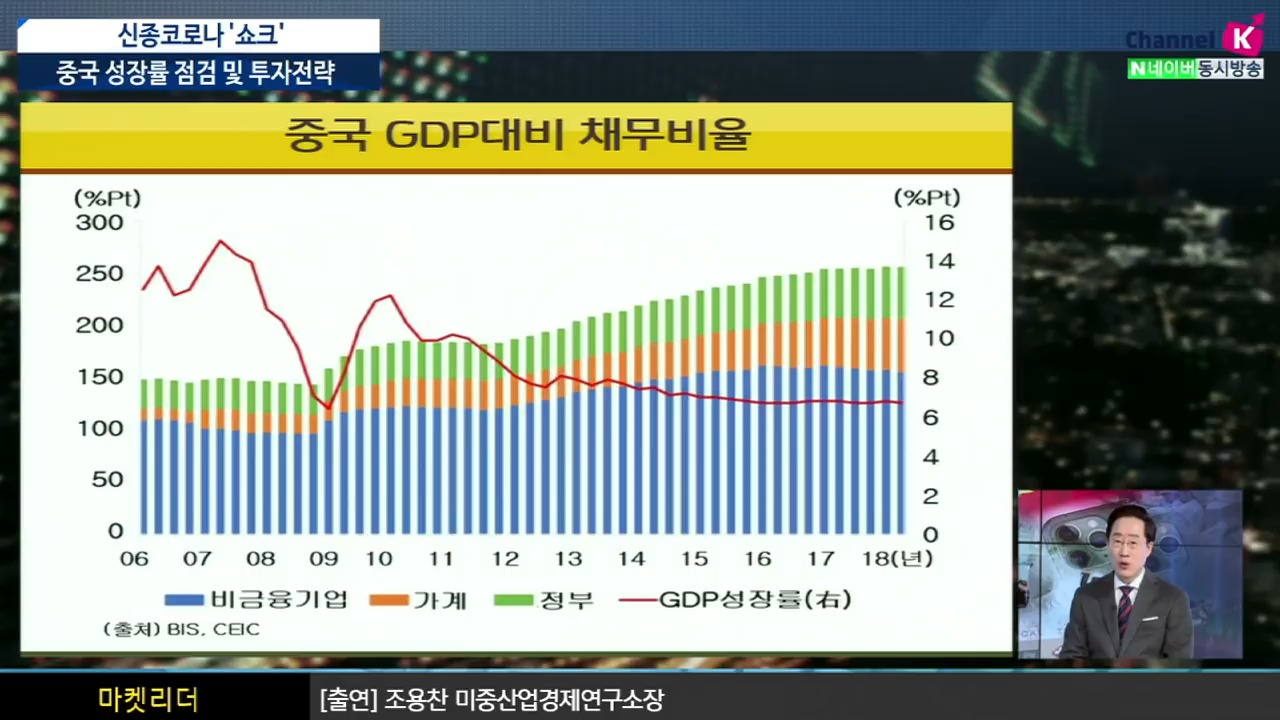 신종코로나 '쇼크'
중국 성장률 점검 및 투자전략
Channel K
N 네이버 동시방송
중국 GDP대비 채무비율
(%Pt)
(%Pt)
300
250
200
150
100
50
0
16
14
12
10
8
6
4
2
0
06 07 08 09 10 11 12 13 14 15 16 17 18(년)
비금융기업 가계 정부 GDP성장률(右)
(출처) BIS, CEIC
마켓리더
[출연] 조용찬 미중산업경제연구소장